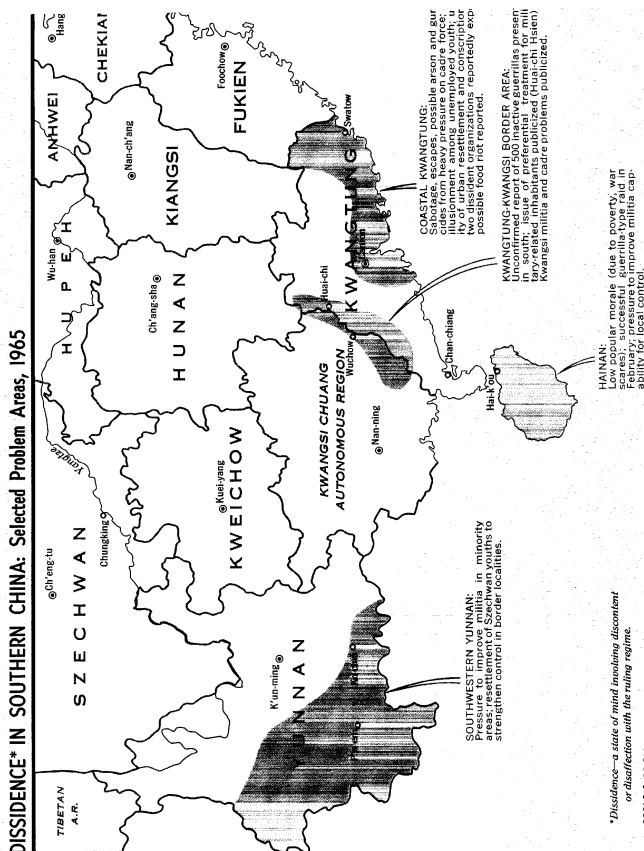 DISSIDENCE* IN SOUTHERN CHINA: Selected Problem Areas, 1965
TIBETAN
A.R.
SZECHWAN
Ch'eng-tu
Chungking
Yangtze
HUPEH
Wu-han
ANHWEI
CHEKIA
Hang
Nan-ch'ang
KIANGSI
Foochow
FUKIEN
Ch'ang-sha
HUNAN
KWEICHOW
Kuei-yang
YUNNAN
K'un-ming
KWANGSI CHUANG
AUTONOMOUS REGION
Nan-ning
Wuchow
Huai-chi
KWANGTUNG
Swatow
Chan-chiang
Hai-k'ou
COASTAL KWANGTUNG:
Sabotage, escapes, possible arson and gur
cides from heavy pressure on cadre force;
illusionment among unemployed youth; u
ity of urban resettlement and conscription
two dissident organizations reportedly exp
possible food riot reported.
KWANGTUNG-KWANGSI BORDER AREA:
Unconfirmed report of 500 inactive guerrillas presen
in south; issue of preferential treatment for mili
tary-related inhabitants publicized (Huai-chi Hsien)
Kwangsi militia and cadre problems publicized.
HAINAN:
Low popular morale (due to poverty, war
scares); successful guerrilla-type raid in
February; pressure to improve militia cap-
ability for local control.
SOUTHWESTERN YUNNAN:
Pressure to improve militia in minority
areas; resettlement of Szechwan youths to
strengthen control in border localities.
*Dissidence—a state of mind involving discontent
or disaffection with the ruling regime.